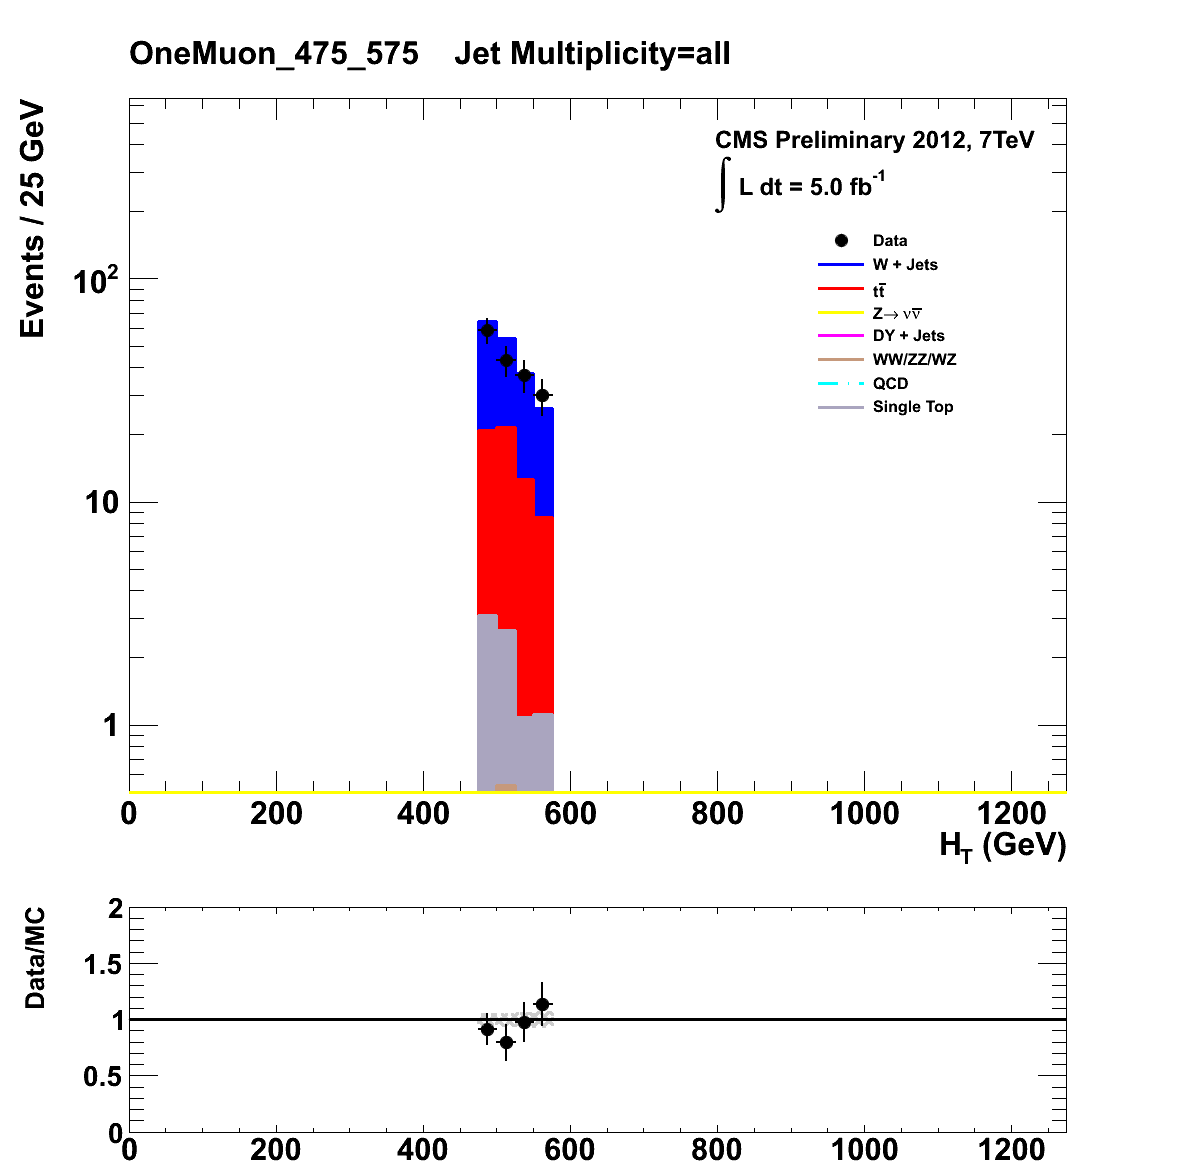 OneMuon_475_575    Jet Multiplicity=all
Events / 25 GeV
CMS Preliminary 2012, 7TeV
∫ L dt = 5.0 fb⁻¹
Data
W + Jets
tt̅
Z→ νν̅
DY + Jets
WW/ZZ/WZ
QCD
Single Top
10²
10
1
0 200 400 600 800 1000 1200
H_T (GeV)
Data/MC
2
1.5
1
0.5
0
0 200 400 600 800 1000 1200